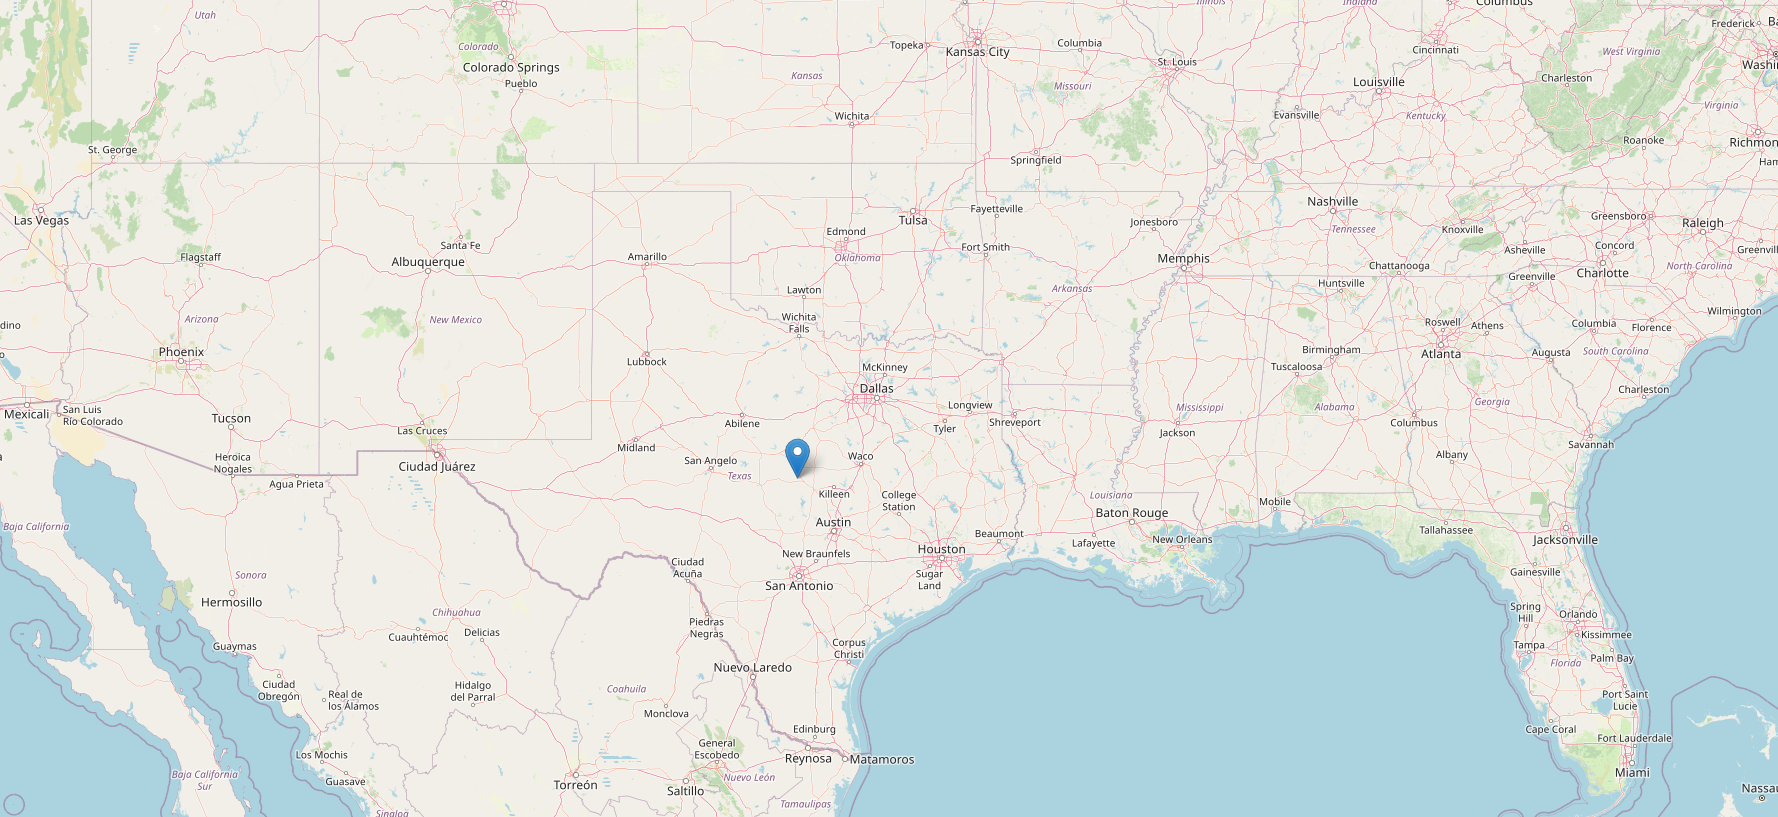 Utah
Illinois
Indiana
Columbus
Frederick
Colorado
Topeka
Kansas City
Columbia
Cincinnati
West Virginia
Colorado Springs
Pueblo
Kansas
St. Louis
Missouri
Louisville
Charleston
Washin
Virginia
Wichita
Evansville
Kentucky
St. George
Springfield
Roanoke
Richmon
Ham
Las Vegas
Tulsa
Fayetteville
Jonesboro
Nashville
Tennessee
Knoxville
Greensboro
Raleigh
Santa Fe
Edmond
Oklahoma
Fort Smith
Asheville
Concord
Greenvill
Flagstaff
Albuquerque
Amarillo
Memphis
Chattanooga
Greenville
Charlotte
North Carolina
Lawton
Arkansas
Huntsville
Arizona
New Mexico
Wichita
Falls
Roswell
Athens
Columbia
Florence
Wilmington
dino
Phoenix
Lubbock
McKinney
Dallas
Birmingham
Tuscaloosa
Atlanta
Augusta
South Carolina
Charleston
Mexicali
San Luis
Río Colorado
Tucson
Las Cruces
Abilene
Longview
Tyler
Shreveport
Mississippi
Jackson
Alabama
Columbus
Georgia
Savannah
Heroica
Nogales
Ciudad Juárez
Midland
San Angelo
Texas
Waco
Albany
Agua Prieta
Killeen
College
Station
Louisiana
Baton Rouge
Mobile
Baja California
Austin
Beaumont
Lafayette
New Orleans
Tallahassee
Jacksonville
Ciudad
Acuña
New Braunfels
San Antonio
Houston
Sugar
Land
Gainesville
Sonora
Hermosillo
Chihuahua
Cuauhtémoc
Delicias
Piedras
Negras
Spring
Hill
Orlando
Kissimmee
Guaymas
Corpus
Christi
Tampa
Florida
Palm Bay
Nuevo Laredo
Ciudad
Obregón
Real de
los Álamos
Hidalgo
del Parral
Coahuila
Monclova
Port Saint
Lucie
Cape Coral
Fort Lauderdale
Edinburg
General
Escobedo
Reynosa
Matamoros
Los Mochis
Guasave
Baja California
Sur
Torreón
Saltillo
Nuevo León
Miami
Nassau
Sinaloa
Tamaulipas